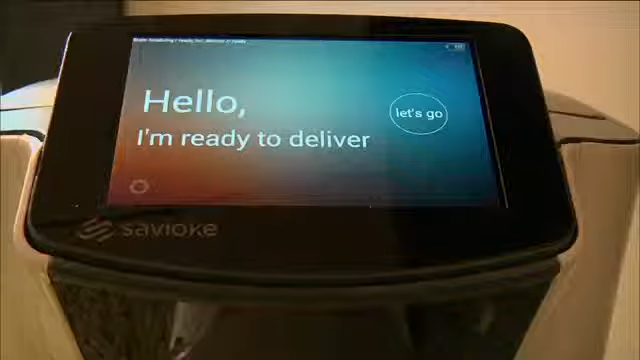 Hello,
I'm ready to deliver
let's go
savioke